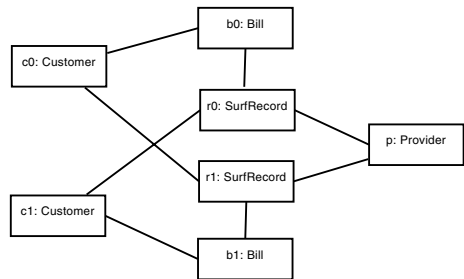 b0: Bill
c0: Customer
r0: SurfRecord
p: Provider
r1: SurfRecord
c1: Customer
b1: Bill